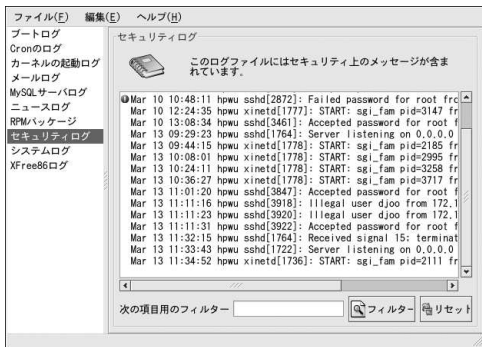 ファイル(F) 編集(E) ヘルプ(H)
ブートログ
Cronのログ
カーネルの起動ログ
メールログ
MySQLサーバログ
ニュースログ
RPMパッケージ
セキュリティログ
システムログ
XFree86ログ
セキュリティログ
このログファイルにはセキュリティ上のメッセージが含ま
れています。
Mar 10 10:48:11 hpwu sshd[2872]: Failed password for root frc
Mar 10 12:24:35 hpwu xinetd[1777]: START: sgi_fam pid=3147 fr
Mar 10 13:08:34 hpwu sshd[3461]: Accepted password for root f
Mar 13 09:29:23 hpwu sshd[1764]: Server listening on 0.0.0.0
Mar 13 09:44:15 hpwu xinetd[1778]: START: sgi_fam pid=2185 fr
Mar 13 10:08:01 hpwu xinetd[1778]: START: sgi_fam pid=2995 fr
Mar 13 10:24:11 hpwu xinetd[1778]: START: sgi_fam pid=3258 fr
Mar 13 10:36:27 hpwu xinetd[1778]: START: sgi_fam pid=3717 fr
Mar 13 11:01:20 hpwu sshd[3847]: Accepted password for root f
Mar 13 11:11:16 hpwu sshd[3918]: Illegal user djoo from 172.1
Mar 13 11:11:23 hpwu sshd[3920]: Illegal user djoo from 172.1
Mar 13 11:11:31 hpwu sshd[3922]: Accepted password for root f
Mar 13 11:32:15 hpwu sshd[1764]: Received signal 15; terminat
Mar 13 11:33:43 hpwu sshd[1722]: Server listening on 0.0.0.0
Mar 13 11:34:52 hpwu xinetd[1736]: START: sgi_fam pid=2111 fr
次の項目用のフィルター フィルター リセット